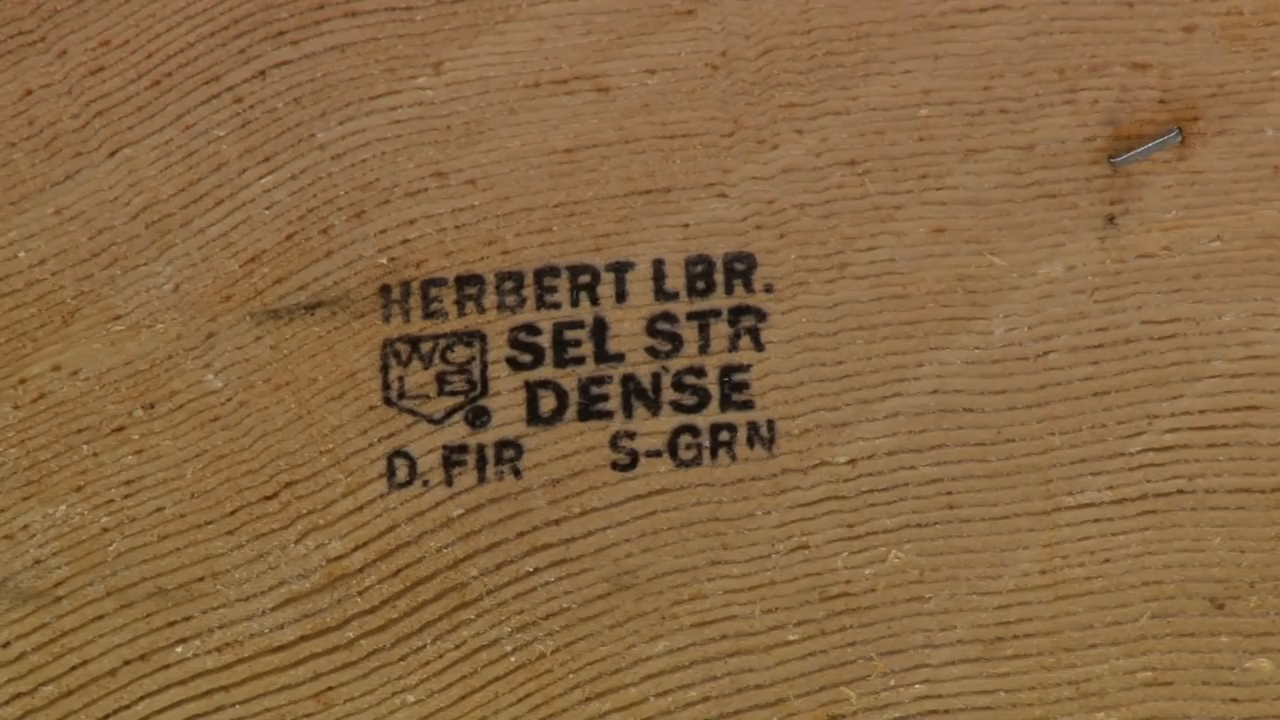 HERBERT LBR.
WC
LB
SEL STR
DENSE
D. FIR S-GRN